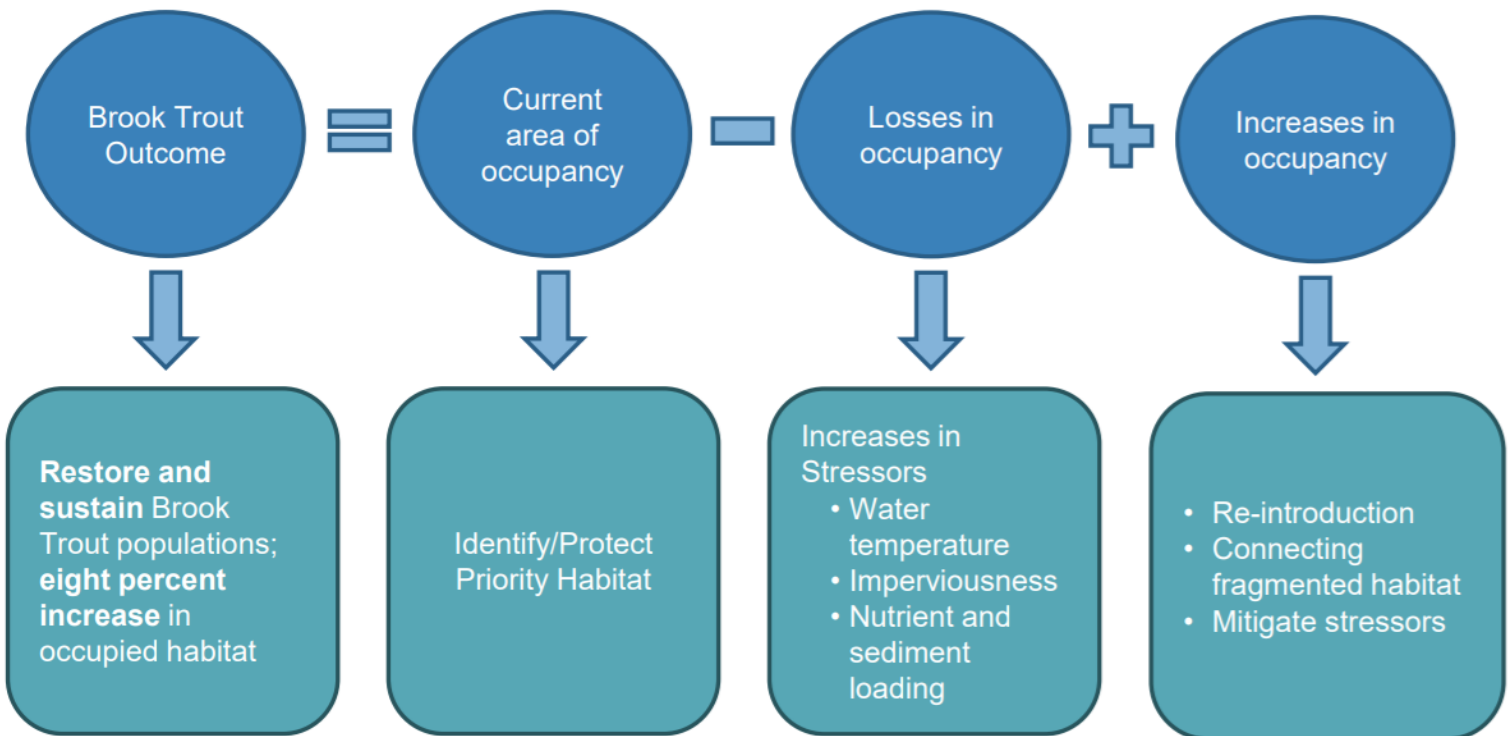 Brook Trout
Outcome
Current
area of
occupancy
Losses in
occupancy
Increases in
occupancy
Restore and
sustain Brook
Trout populations;
eight percent
increase in
occupied habitat
Identify/Protect
Priority Habitat
Increases in
Stressors
• Water
temperature
• Imperviousness
• Nutrient and
sediment
loading
• Re-introduction
• Connecting
fragmented habitat
• Mitigate stressors